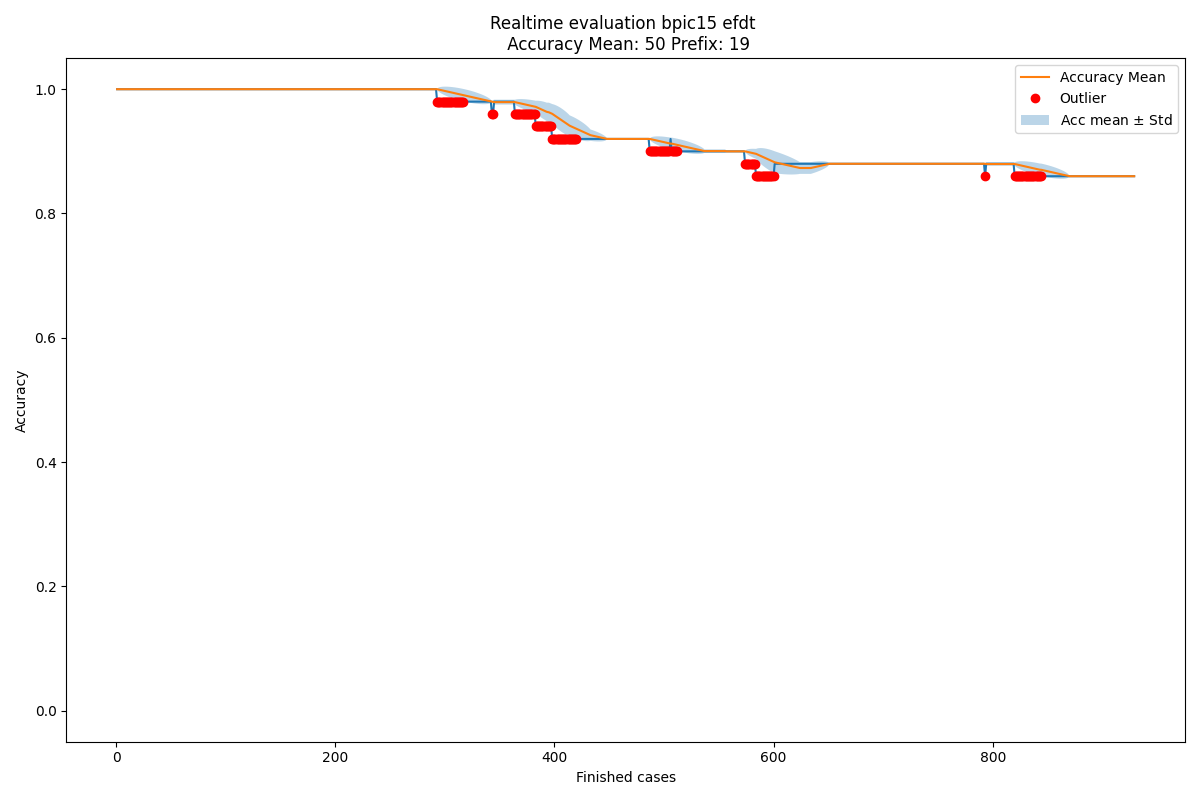 Realtime evaluation bpic15 efdt
Accuracy Mean: 50 Prefix: 19
Accuracy Mean
Outlier
Acc mean ± Std
1.0
0.8
0.6
0.4
0.2
0.0
Accuracy
0 200 400 600 800
Finished cases